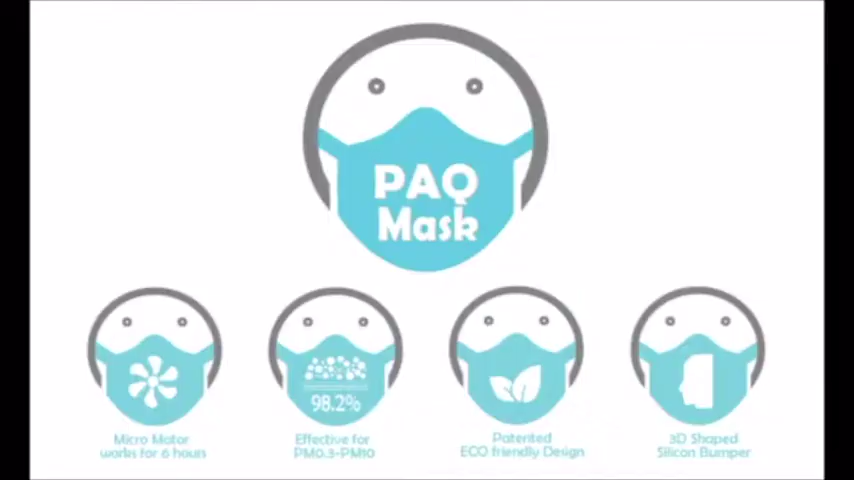 PAQ
Mask
98.2%
Micro Motor
works for 6 hours
Effective for
PM0.3-PM10
Patented
ECO friendly Design
3D Shaped
Silicon Bumper